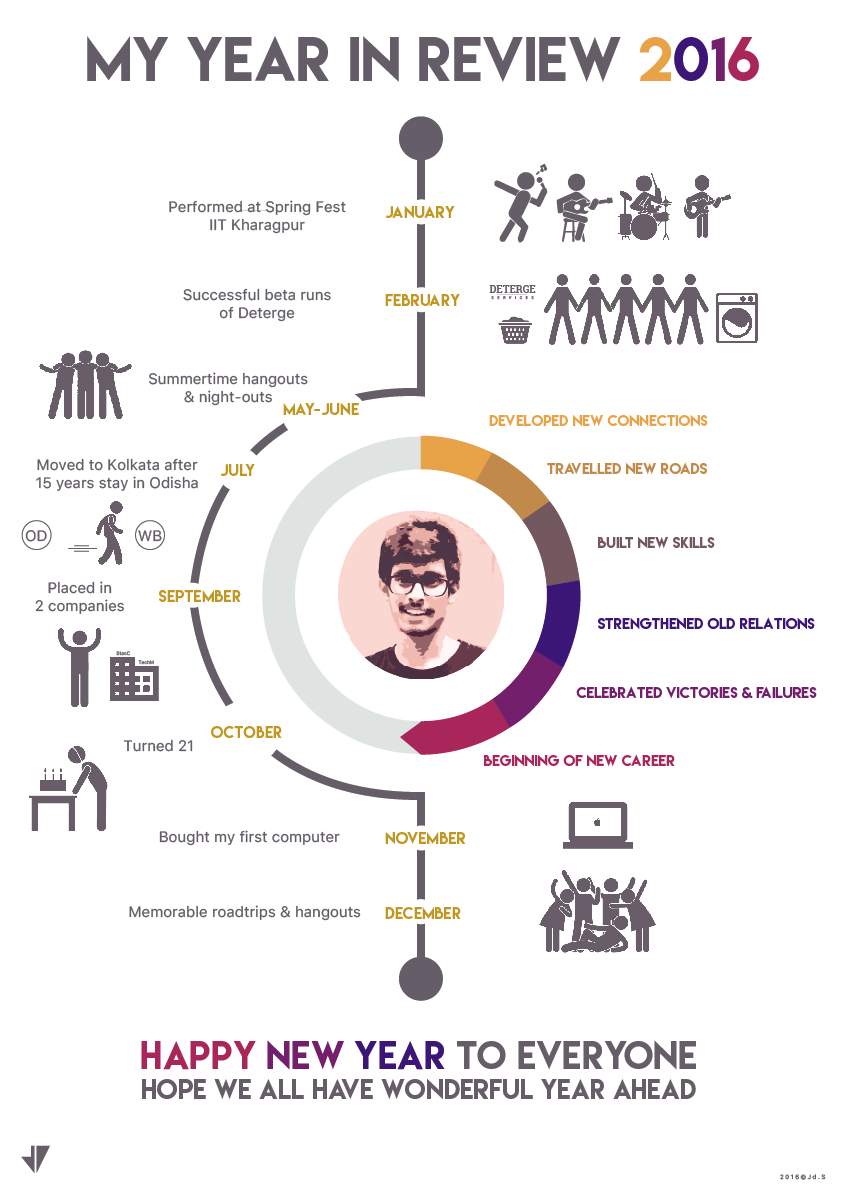 MY YEAR IN REVIEW 2016
Performed at Spring Fest
IIT Kharagpur
JANUARY
Successful beta runs
of Deterge
FEBRUARY
DETERGE
SERVICES
Summertime hangouts
& night-outs
MAY-JUNE
DEVELOPED NEW CONNECTIONS
Moved to Kolkata after
15 years stay in Odisha
JULY
TRAVELLED NEW ROADS
OD
WB
BUILT NEW SKILLS
Placed in
2 companies
SEPTEMBER
STRENGTHENED OLD RELATIONS
StanC
TechM
CELEBRATED VICTORIES & FAILURES
Turned 21
OCTOBER
BEGINNING OF NEW CAREER
Bought my first computer
NOVEMBER
Memorable roadtrips & hangouts
DECEMBER
HAPPY NEW YEAR TO EVERYONE
HOPE WE ALL HAVE WONDERFUL YEAR AHEAD
2016©Jd.S